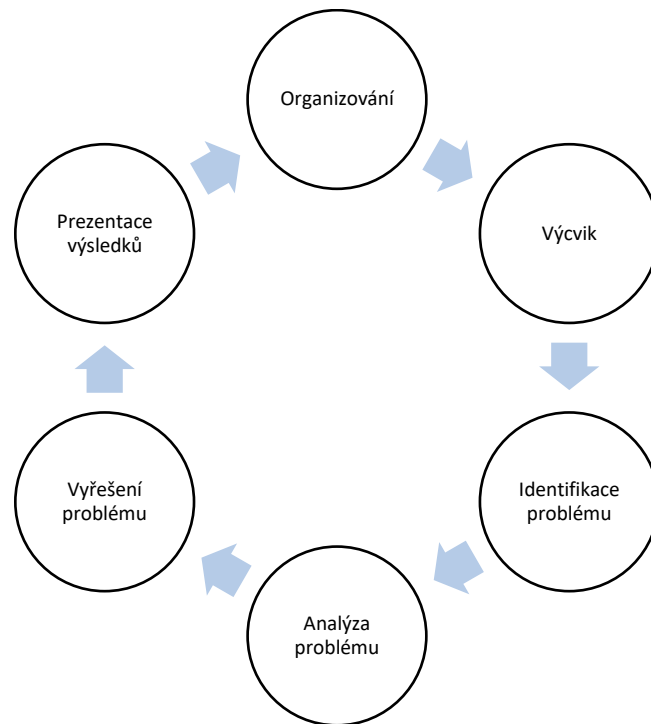 Organizování
Výcvik
Identifikace
problému
Analýza
problému
Vyřešení
problému
Prezentace
výsledků